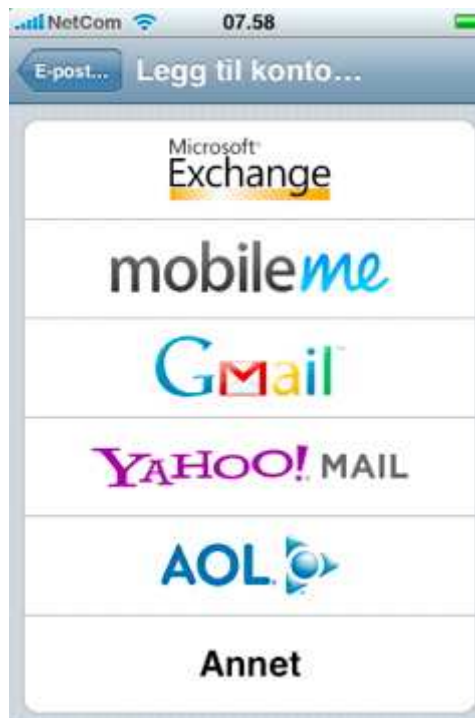 NetCom 07.58
E-post... Legg til konto...
Microsoft
Exchange
mobileme
Gmail
YAHOO! MAIL
AOL
Annet